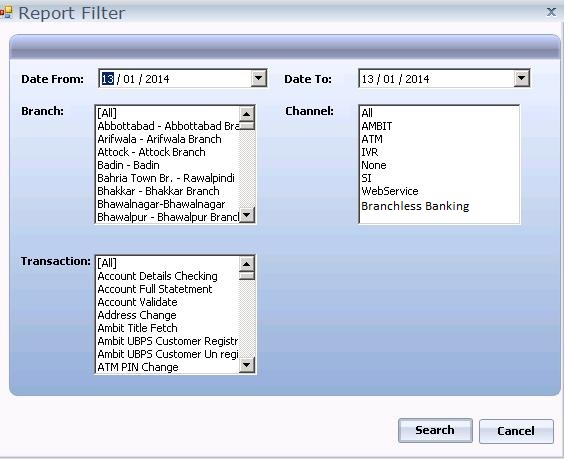 Report Filter x
Date From: 13 / 01 / 2014 Date To: 13 / 01 / 2014
Branch:
[All]
Abbottabad - Abbottabad Bra
Arifwala - Arifwala Branch
Attock - Attock Branch
Badin - Badin
Bahria Town Br. - Rawalpindi
Bhakkar - Bhakkar Branch
Bhawalnagar-Bhawalnagar
Bhawalpur - Bhawalpur Branch
Channel:
All
AMBIT
ATM
IVR
None
SI
WebService
Branchless Banking
Transaction:
[All]
Account Details Checking
Account Full Statetment
Account Validate
Address Change
Ambit Title Fetch
Ambit UBPS Customer Registr
Ambit UBPS Customer Un regi
ATM PIN Change
Search Cancel